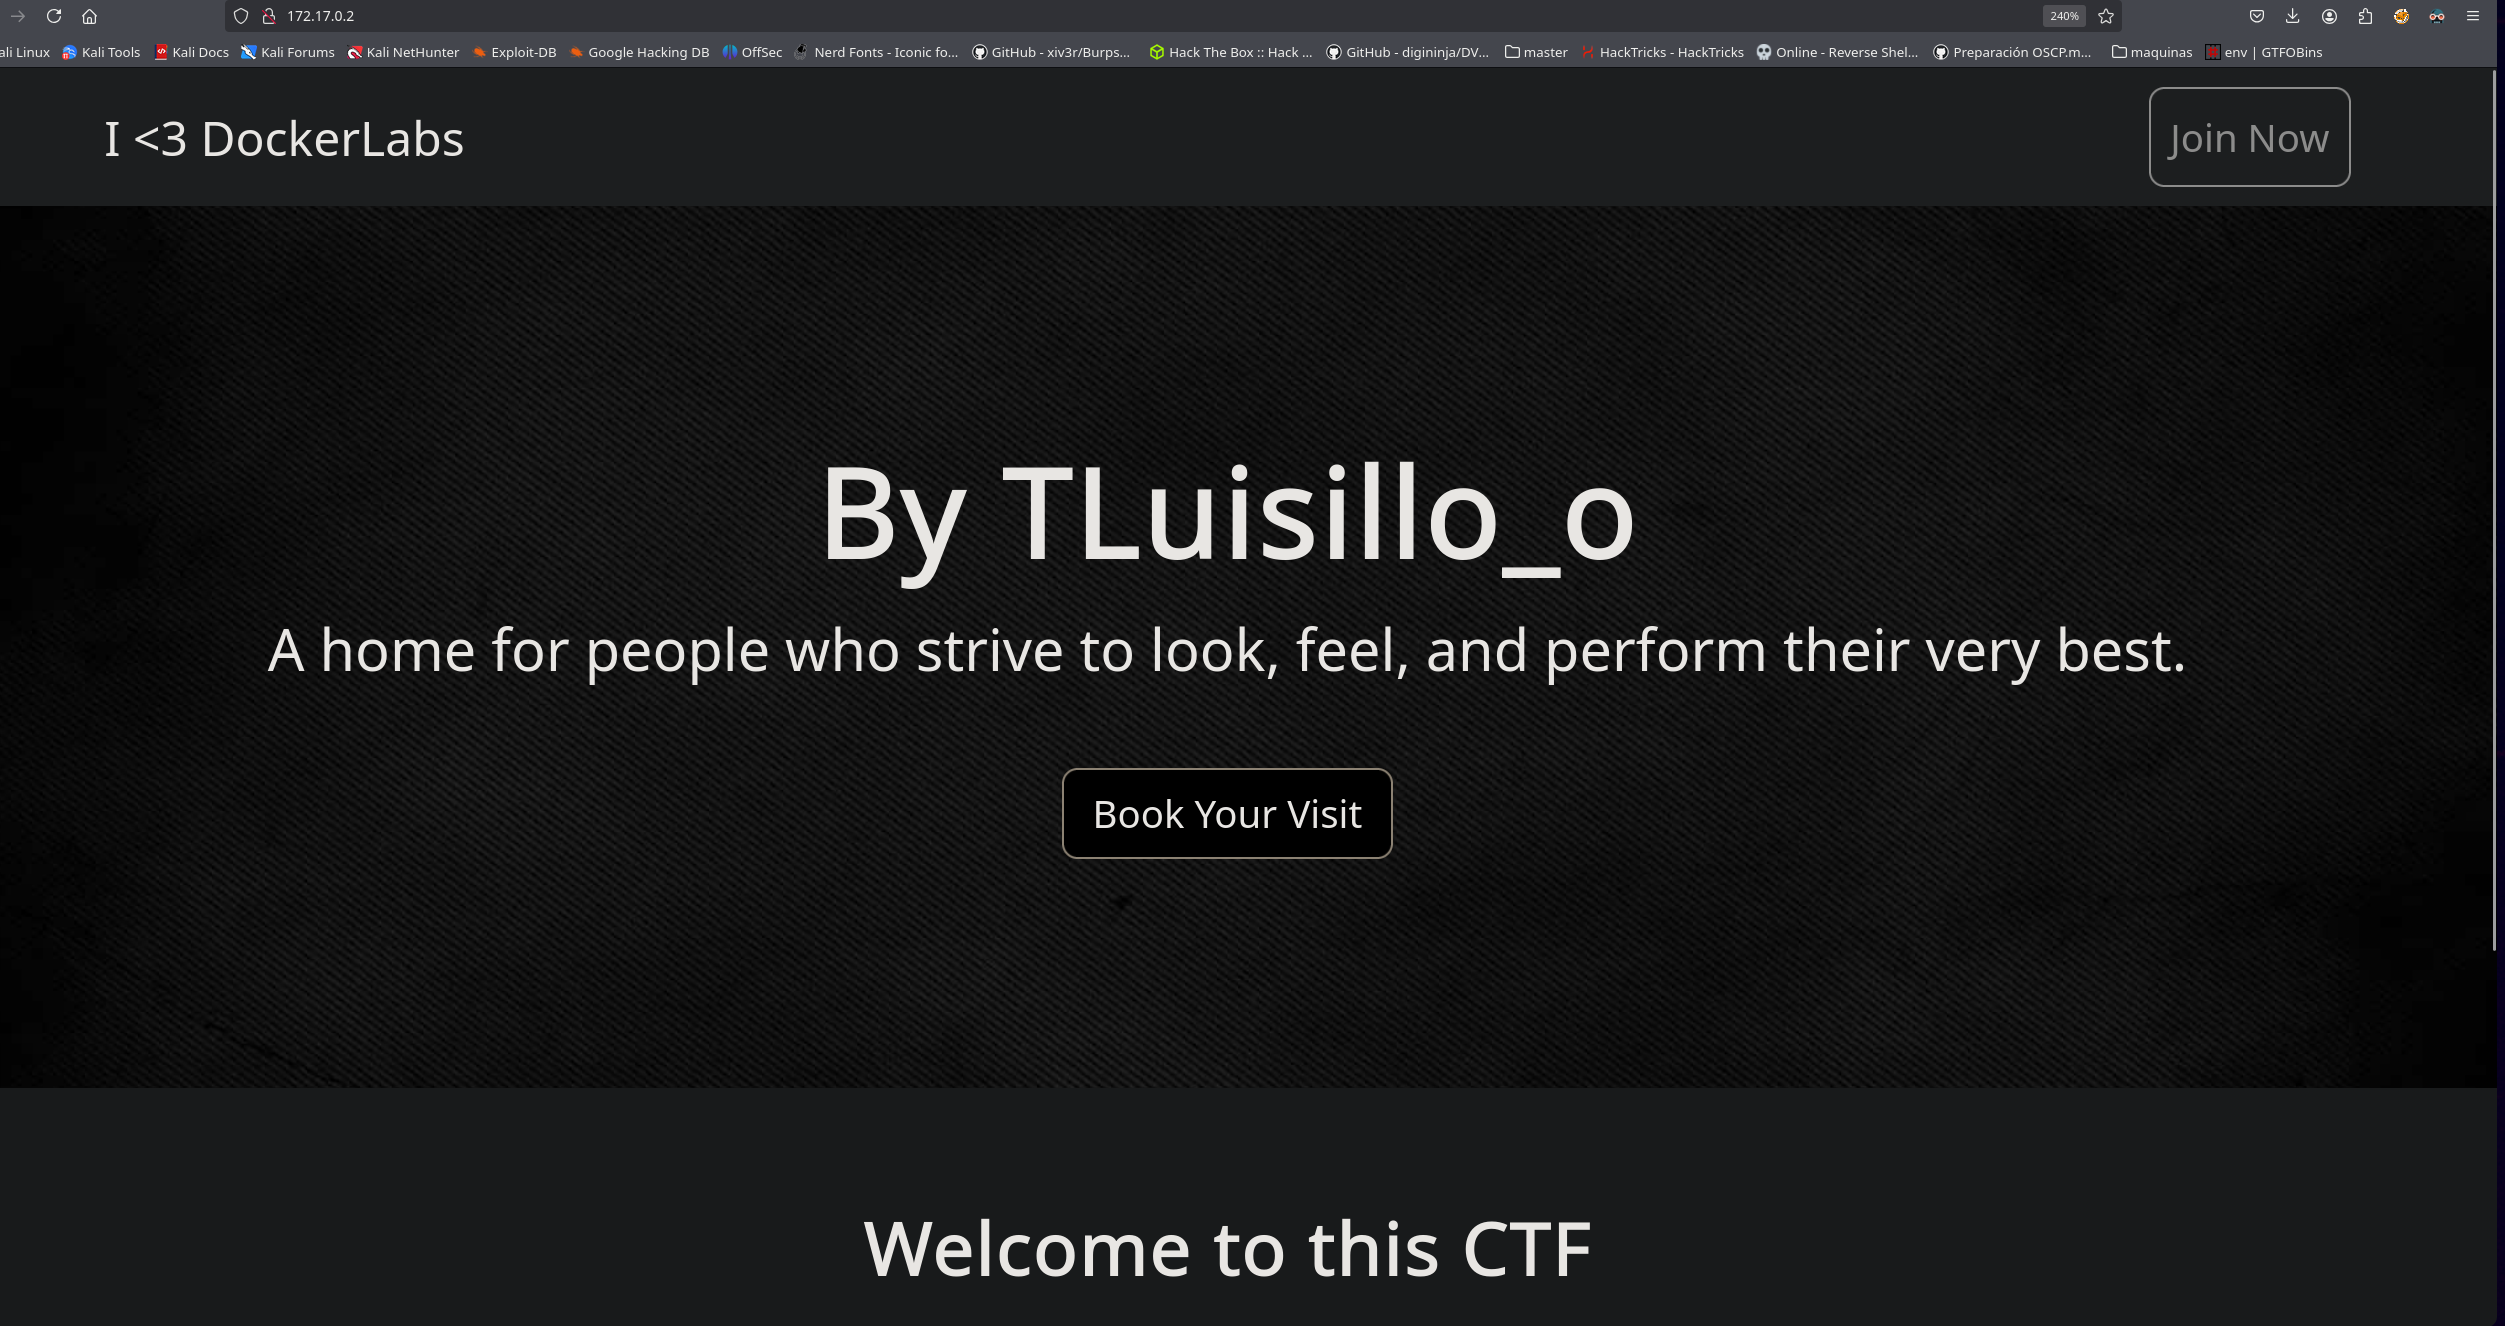 172.17.0.2 240%
ali Linux Kali Tools Kali Docs Kali Forums Kali NetHunter Exploit-DB Google Hacking DB OffSec Nerd Fonts - Iconic fo... GitHub - xiv3r/Burps... Hack The Box :: Hack ... GitHub - digininja/DV... master HackTricks - HackTricks Online - Reverse Shel... Preparación OSCP.m... maquinas env | GTFOBins
I <3 DockerLabs Join Now
By TLuisillo_o
A home for people who strive to look, feel, and perform their very best.
Book Your Visit
Welcome to this CTF